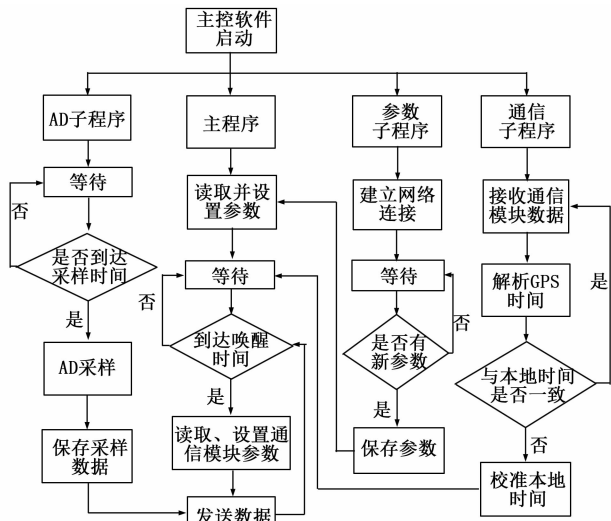 主控软件
启动
AD子程序
等待
否
是否到达
采样时间
是
AD采样
保存采样
数据
主程序
读取并设
置参数
等待
否
到达唤醒
时间
是
读取、设置通
信模块参数
发送数据
参数
子程序
建立网络
连接
等待
否
是否有
新参数
是
保存参数
通信
子程序
接收通信
模块数据
解析GPS
时间
是
与本地时间
是否一致
否
校准本地
时间